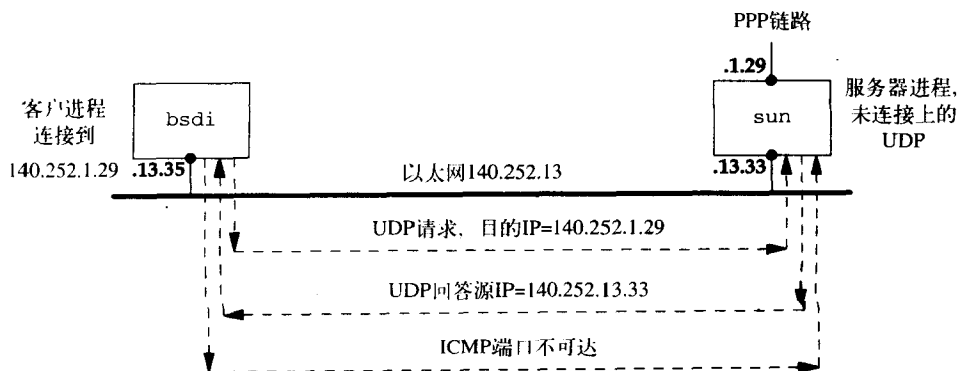 PPP链路
.1.29
客户进程
连接到
140.252.1.29
bsdi
.13.35
以太网140.252.13
sun
.13.33
服务器进程,
未连接上的
UDP
UDP请求, 目的IP=140.252.1.29
UDP回答源IP=140.252.13.33
ICMP端口不可达